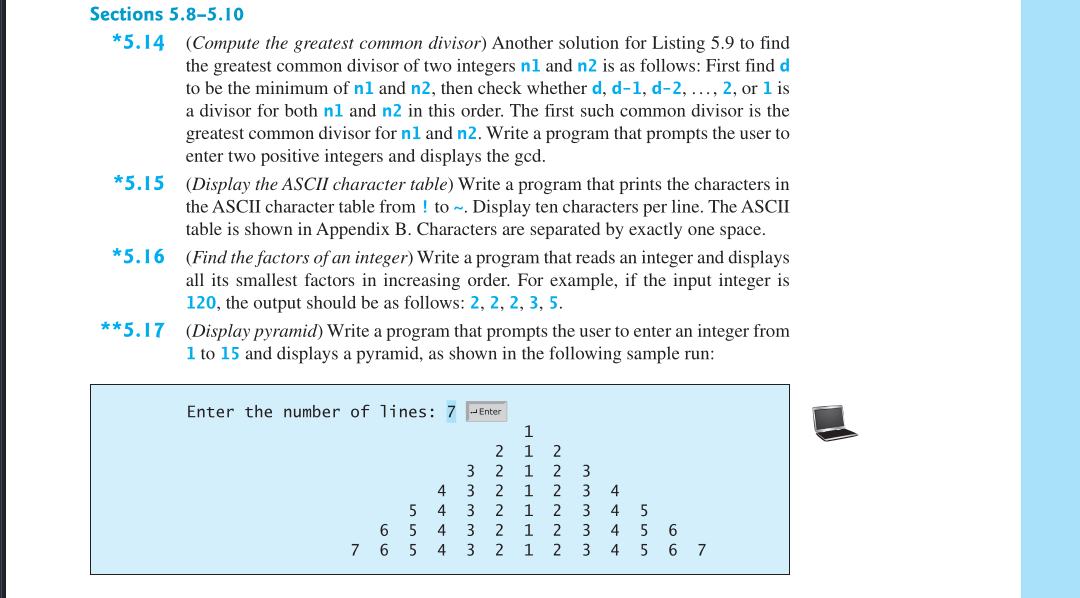 Sections 5.8–5.10
*5.14 (Compute the greatest common divisor) Another solution for Listing 5.9 to find
the greatest common divisor of two integers n1 and n2 is as follows: First find d
to be the minimum of n1 and n2, then check whether d, d-1, d-2, ..., 2, or 1 is
a divisor for both n1 and n2 in this order. The first such common divisor is the
greatest common divisor for n1 and n2. Write a program that prompts the user to
enter two positive integers and displays the gcd.
*5.15 (Display the ASCII character table) Write a program that prints the characters in
the ASCII character table from ! to ~. Display ten characters per line. The ASCII
table is shown in Appendix B. Characters are separated by exactly one space.
*5.16 (Find the factors of an integer) Write a program that reads an integer and displays
all its smallest factors in increasing order. For example, if the input integer is
120, the output should be as follows: 2, 2, 2, 3, 5.
**5.17 (Display pyramid) Write a program that prompts the user to enter an integer from
1 to 15 and displays a pyramid, as shown in the following sample run:
Enter the number of lines: 7 ↵Enter
1
2 1 2
3 2 1 2 3
4 3 2 1 2 3 4
5 4 3 2 1 2 3 4 5
6 5 4 3 2 1 2 3 4 5 6
7 6 5 4 3 2 1 2 3 4 5 6 7